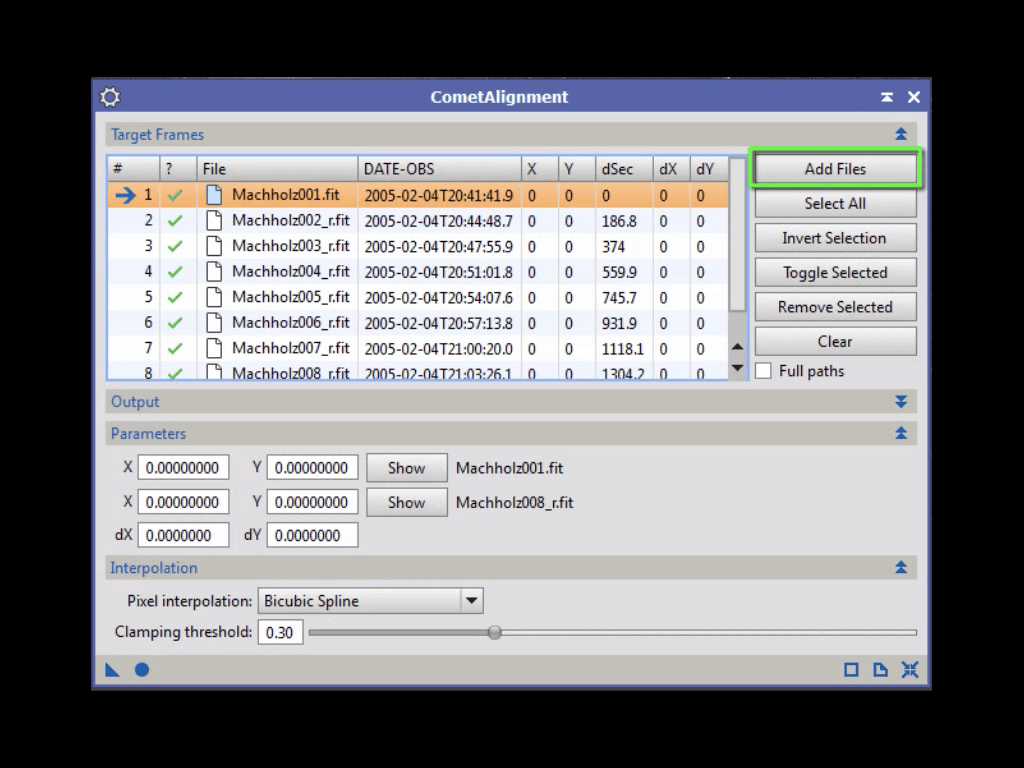 CometAlignment
Target Frames
# ? File DATE-OBS X Y dSec dX dY
1 Machholz001.fit 2005-02-04T20:41:41.9 0 0 0 0 0
2 Machholz002_r.fit 2005-02-04T20:44:48.7 0 0 186.8 0 0
3 Machholz003_r.fit 2005-02-04T20:47:55.9 0 0 374 0 0
4 Machholz004_r.fit 2005-02-04T20:51:01.8 0 0 559.9 0 0
5 Machholz005_r.fit 2005-02-04T20:54:07.6 0 0 745.7 0 0
6 Machholz006_r.fit 2005-02-04T20:57:13.8 0 0 931.9 0 0
7 Machholz007_r.fit 2005-02-04T21:00:20.0 0 0 1118.1 0 0
8 Machholz008_r.fit 2005-02-04T21:03:26.1 0 0 1304.2 0 0
Add Files
Select All
Invert Selection
Toggle Selected
Remove Selected
Clear
Full paths
Output
Parameters
X 0.00000000 Y 0.00000000 Show Machholz001.fit
X 0.00000000 Y 0.00000000 Show Machholz008_r.fit
dX 0.0000000 dY 0.0000000
Interpolation
Pixel interpolation: Bicubic Spline
Clamping threshold: 0.30